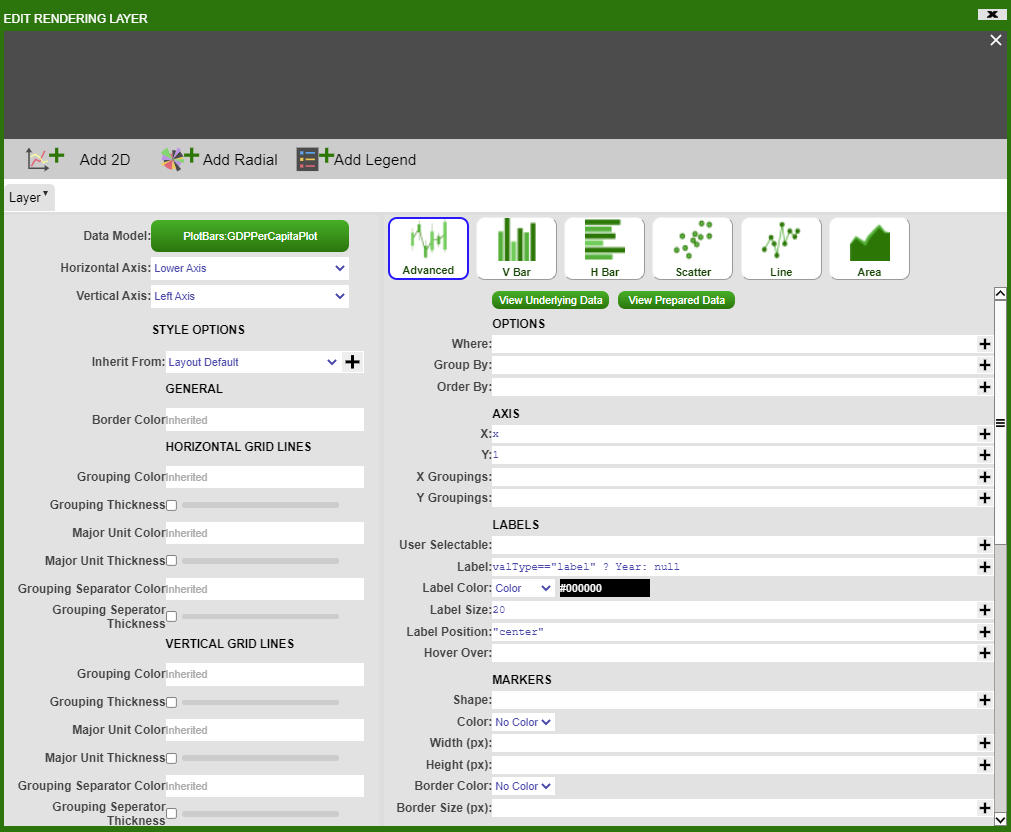 EDIT RENDERING LAYER
Add 2D Add Radial Add Legend
Layer
Data Model: PlotBars:GDPPerCapitaPlot
Horizontal Axis: Lower Axis
Vertical Axis: Left Axis
STYLE OPTIONS
Inherit From: Layout Default
GENERAL
Border Color Inherited
HORIZONTAL GRID LINES
Grouping Color Inherited
Grouping Thickness
Major Unit Color Inherited
Major Unit Thickness
Grouping Separator Color Inherited
Grouping Seperator
Thickness
VERTICAL GRID LINES
Grouping Color Inherited
Grouping Thickness
Major Unit Color Inherited
Major Unit Thickness
Grouping Separator Color Inherited
Grouping Seperator
Thickness
Advanced V Bar H Bar Scatter Line Area
View Underlying Data View Prepared Data
OPTIONS
Where:
Group By:
Order By:
AXIS
X: x
Y: 1
X Groupings:
Y Groupings:
LABELS
User Selectable:
Label: valType=="label" ? Year: null
Label Color: Color #000000
Label Size: 20
Label Position: "center"
Hover Over:
MARKERS
Shape:
Color: No Color
Width (px):
Height (px):
Border Color: No Color
Border Size (px):